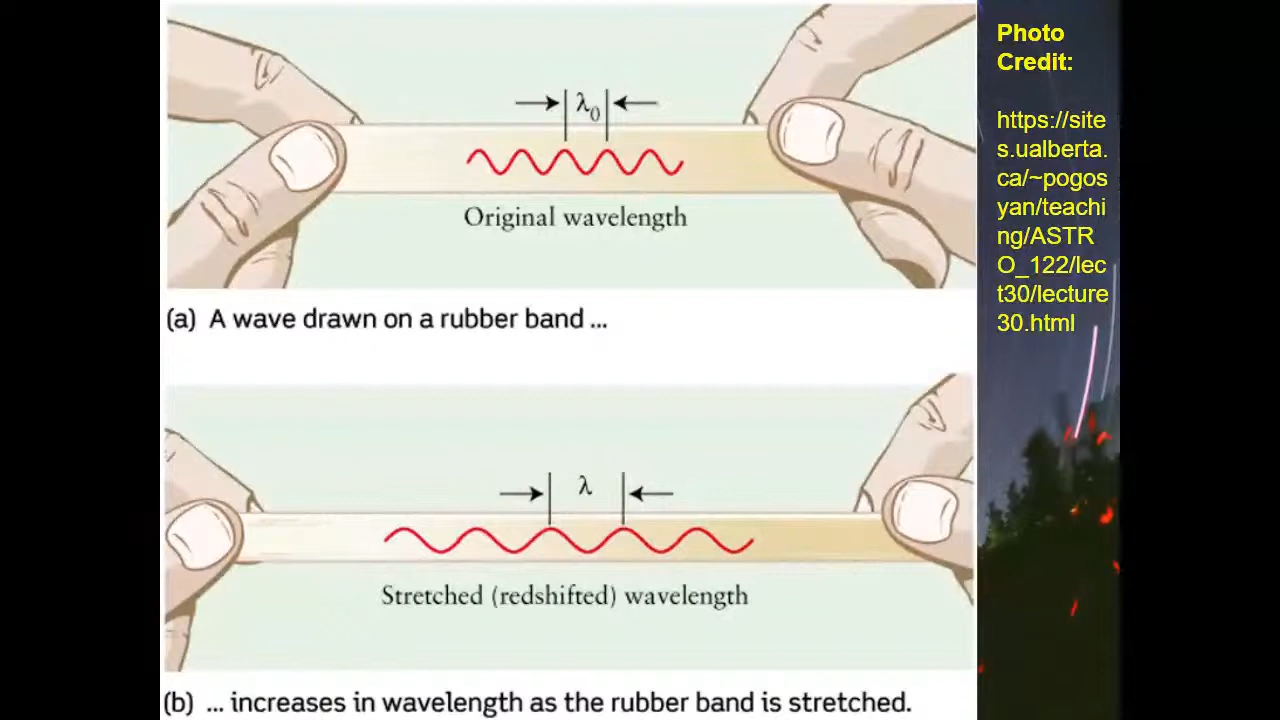 λ₀
Original wavelength
(a) A wave drawn on a rubber band ...
λ
Stretched (redshifted) wavelength
(b) ... increases in wavelength as the rubber band is stretched.
Photo
Credit:
https://site
s.ualberta.
ca/~pogos
yan/teachi
ng/ASTR
O_122/lec
t30/lecture
30.html